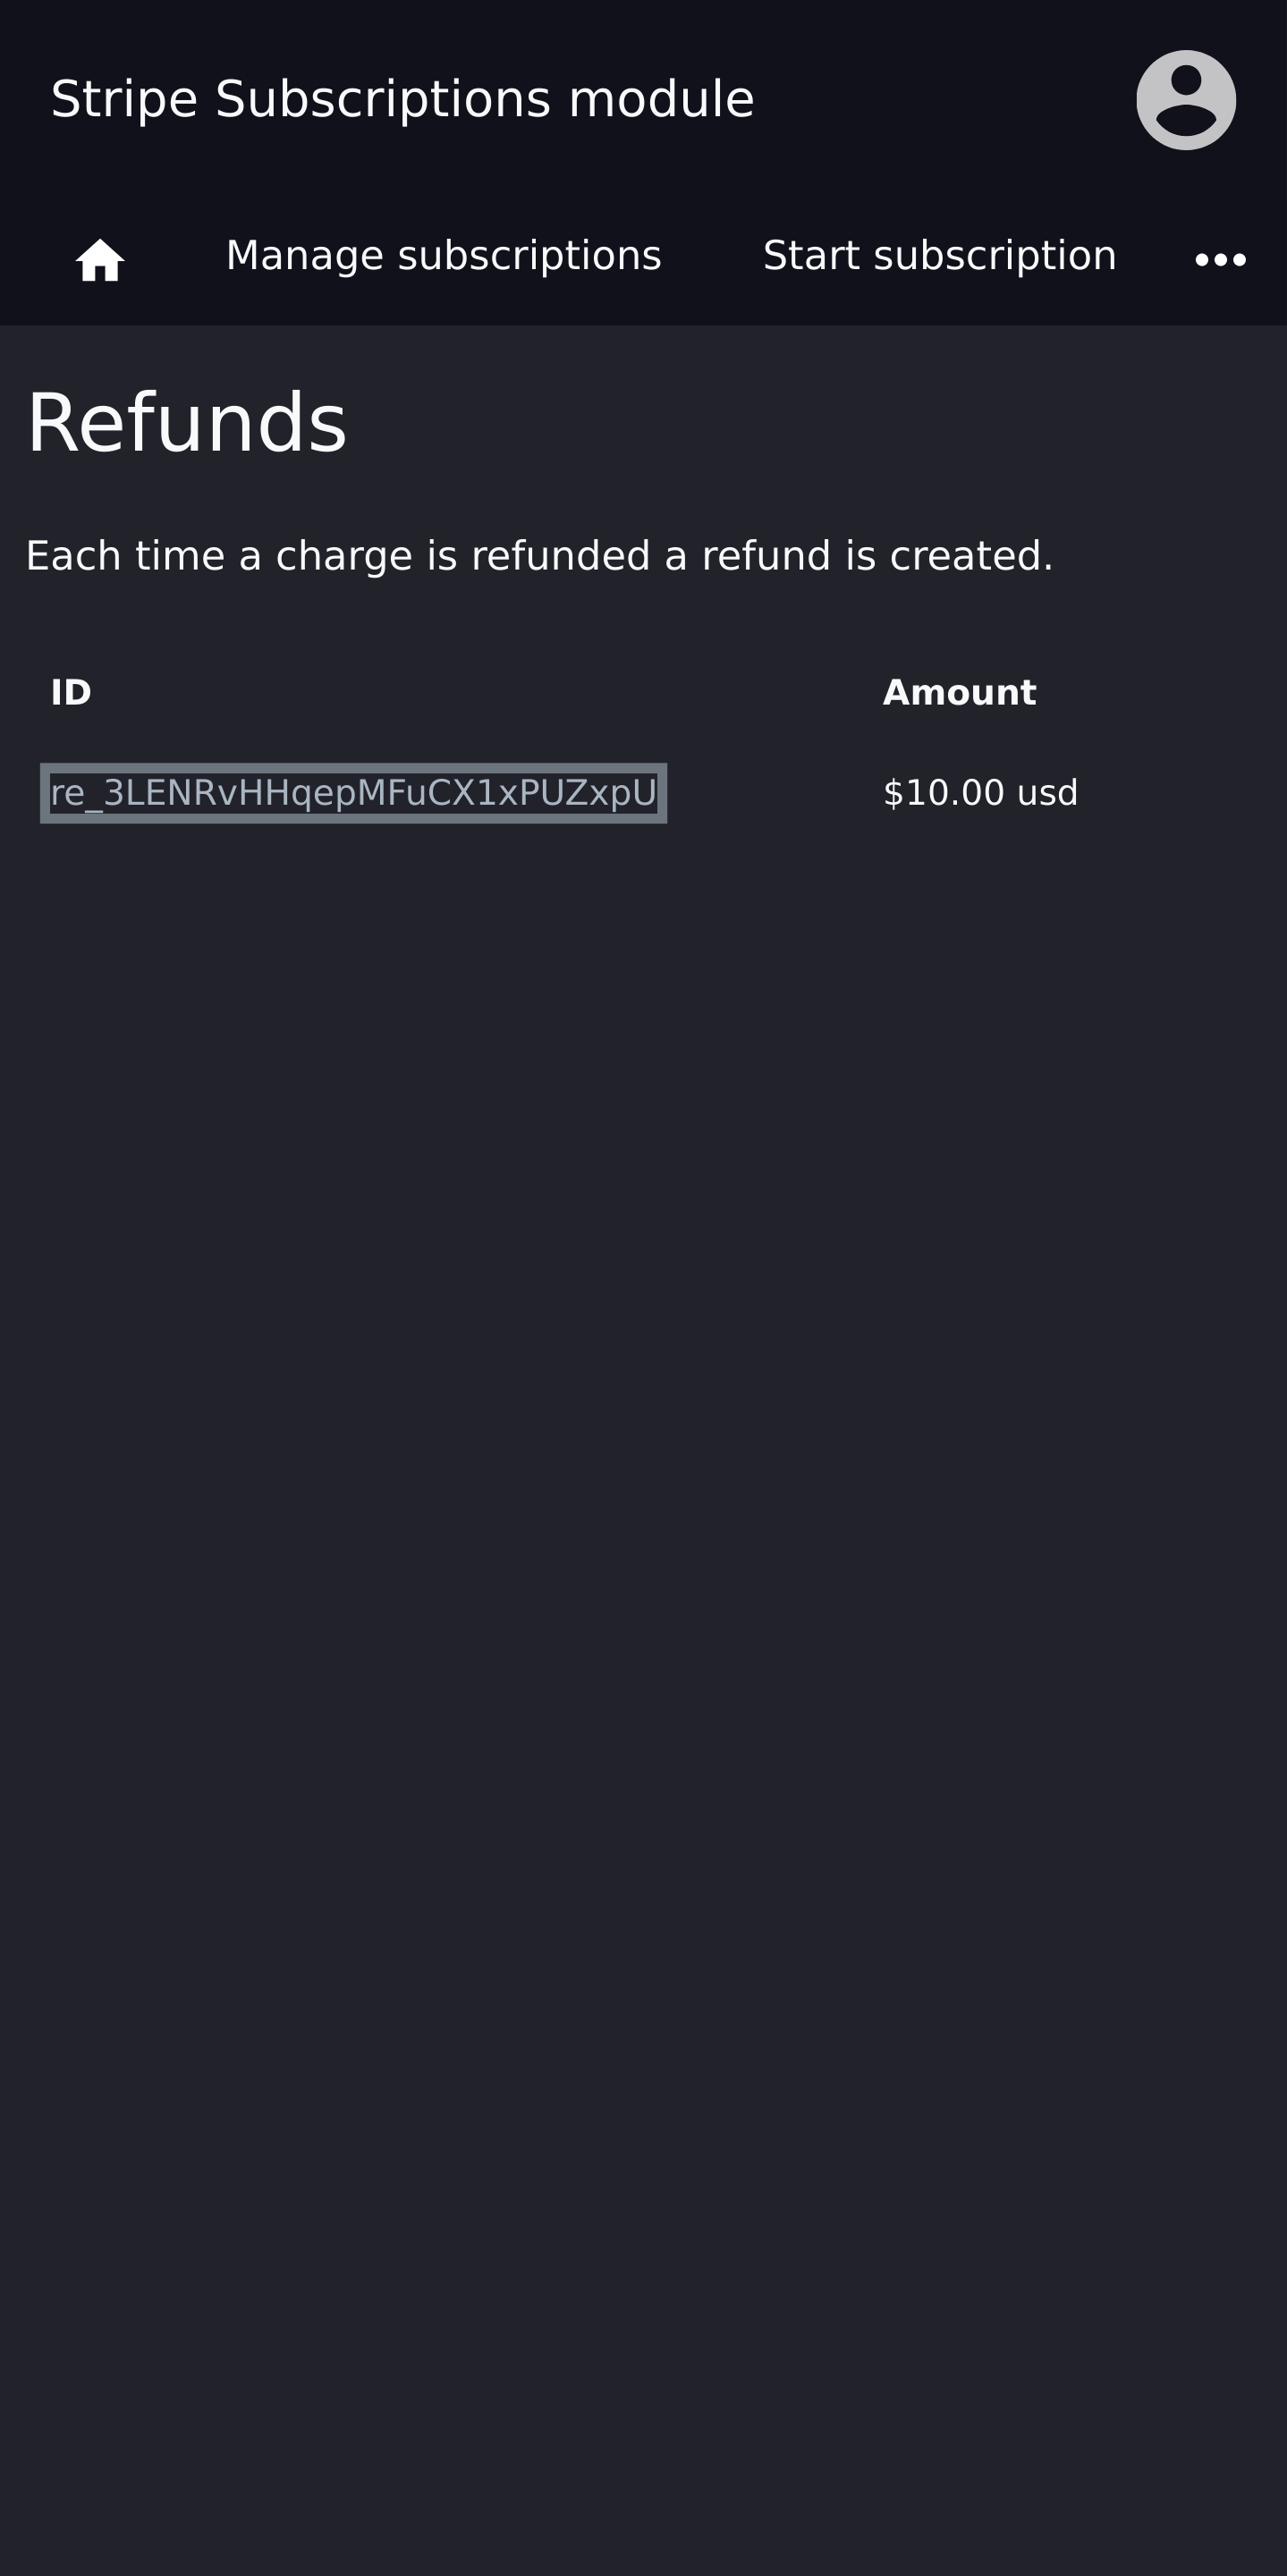 Stripe Subscriptions module
Manage subscriptions Start subscription
Refunds
Each time a charge is refunded a refund is created.
ID Amount
re_3LENRvHHqepMFuCX1xPUZxpU $10.00 usd